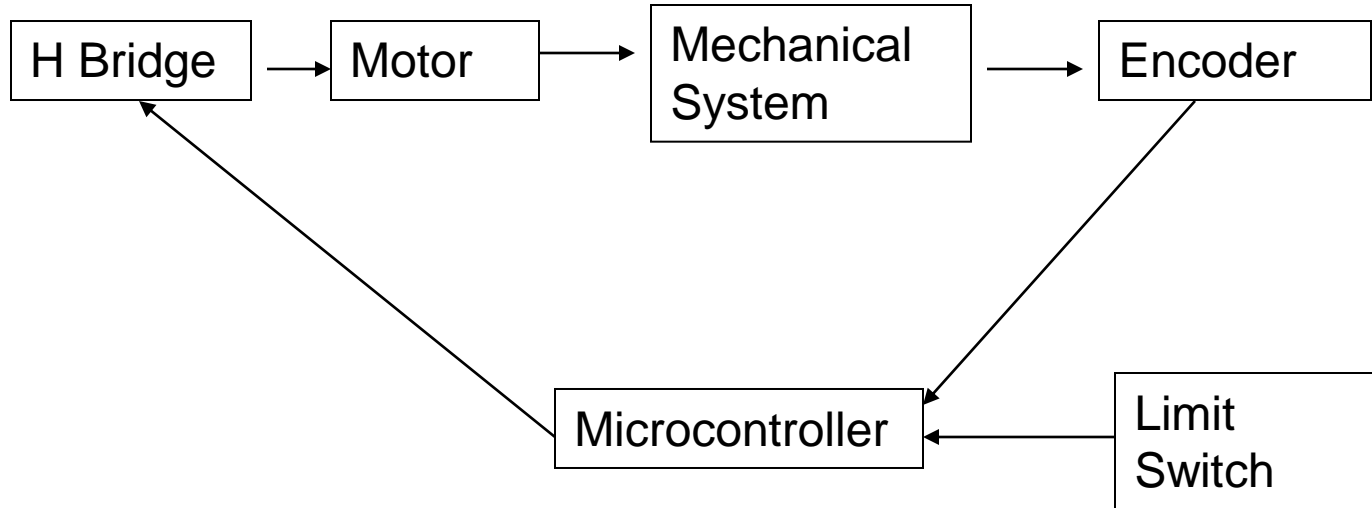 H Bridge
Motor
Mechanical
System
Encoder
Microcontroller
Limit
Switch